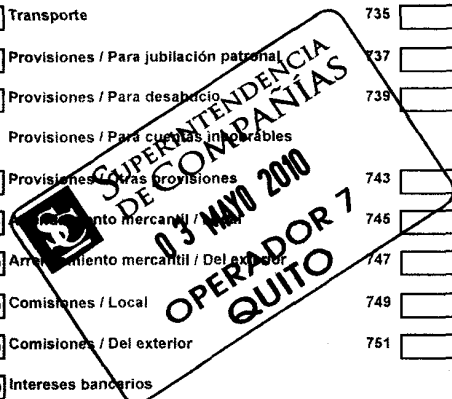 Transporte 735
Provisiones / Para jubilación patronal 737
Provisiones / Para desahucio 739
Provisiones / Para cuentas incobrables
Provisiones / Otras provisiones 743
Arrendamiento mercantil / Local 745
Arrendamiento mercantil / Del exterior 747
Comisiones / Local 749
Comisiones / Del exterior 751
Intereses bancarios
SUPERINTENDENCIA
DE COMPAÑÍAS
03 MAYO 2010
OPERADOR 7
QUITO